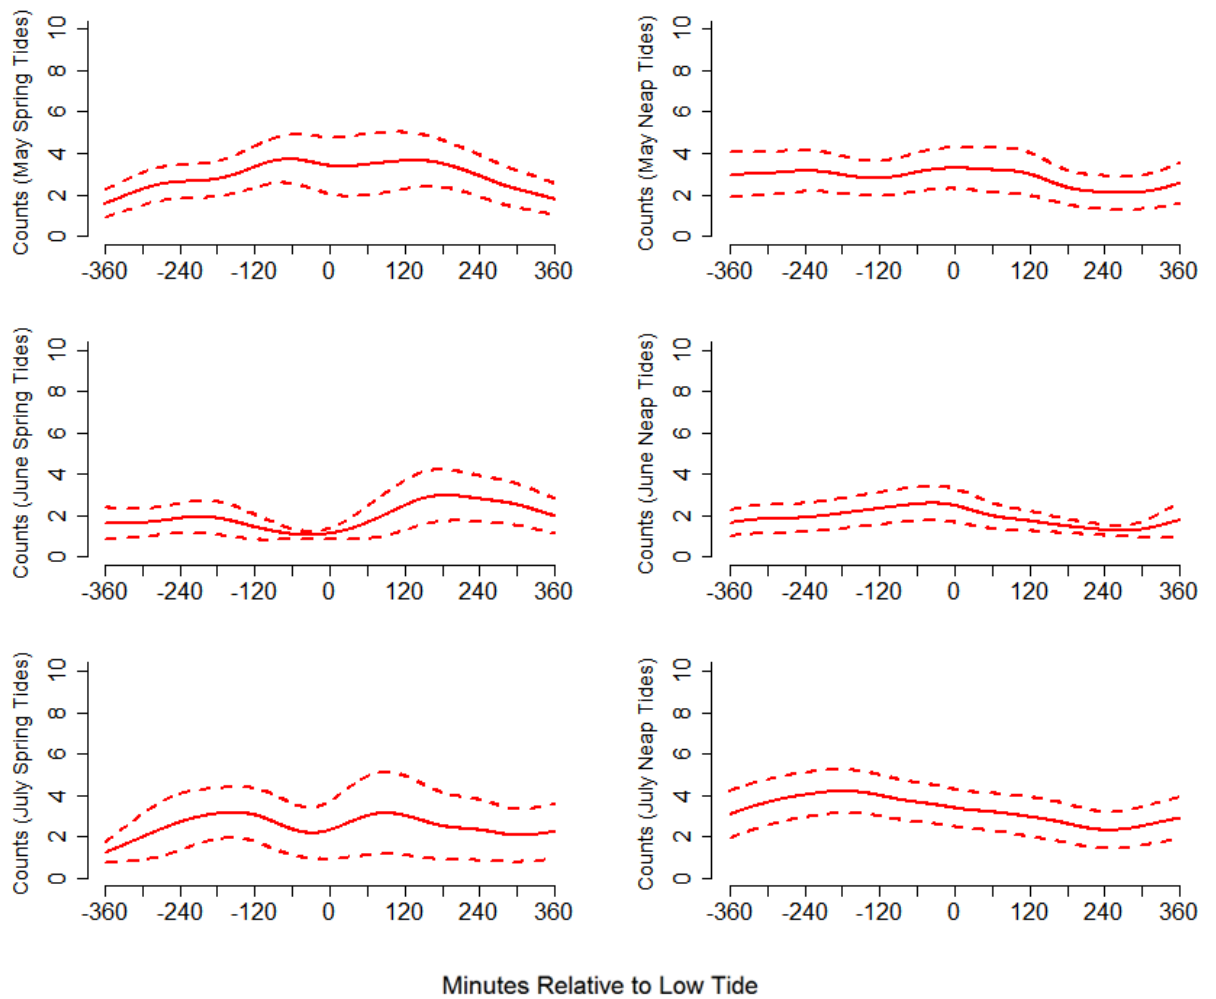 Counts (May Spring Tides)
0 2 4 6 8 10
-360 -240 -120 0 120 240 360
Counts (May Neap Tides)
0 2 4 6 8 10
-360 -240 -120 0 120 240 360
Counts (June Spring Tides)
0 2 4 6 8 10
-360 -240 -120 0 120 240 360
Counts (June Neap Tides)
0 2 4 6 8 10
-360 -240 -120 0 120 240 360
Counts (July Spring Tides)
0 2 4 6 8 10
-360 -240 -120 0 120 240 360
Counts (July Neap Tides)
0 2 4 6 8 10
-360 -240 -120 0 120 240 360
Minutes Relative to Low Tide